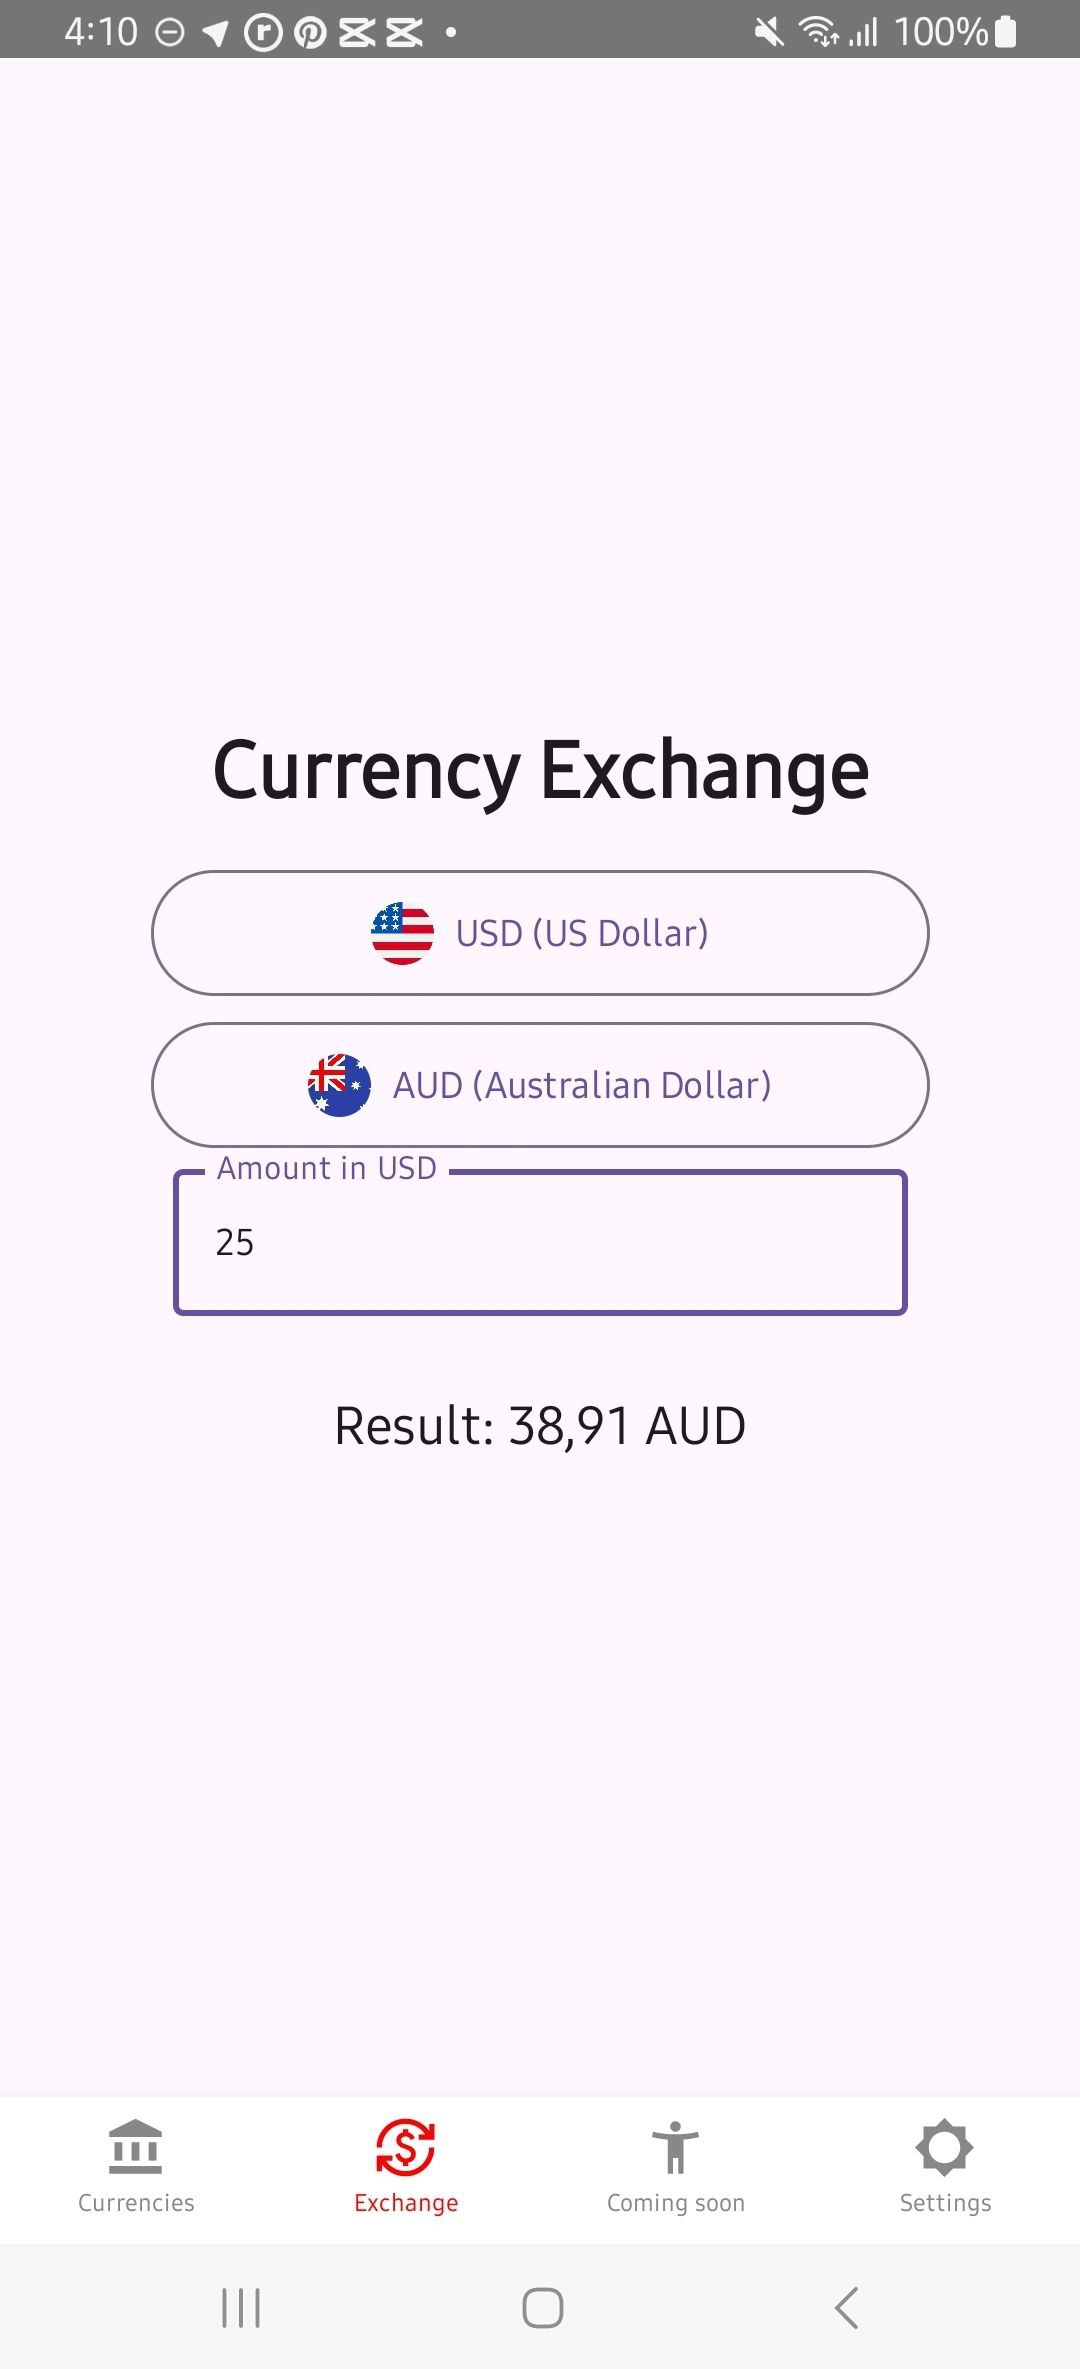 4:10 100%
Currency Exchange
USD (US Dollar)
AUD (Australian Dollar)
Amount in USD
25
Result: 38,91 AUD
Currencies Exchange Coming soon Settings